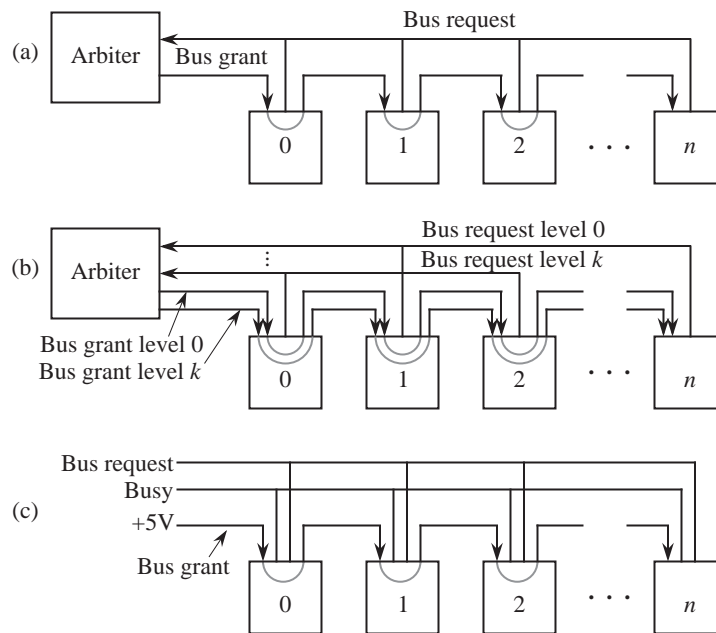 Bus request
(a)
Arbiter
Bus grant
0 1 2 . . . n
Bus request level 0
Bus request level k
(b)
Arbiter
Bus grant level 0
Bus grant level k
0 1 2 . . . n
Bus request
Busy
(c)
+5V
Bus grant
0 1 2 . . . n